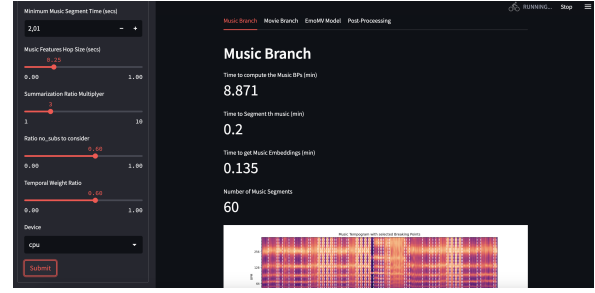 Minimum Music Segment Time (secs)
2,01
- +
Music Features Hop Size (secs)
0.25
0.00 1.00
Summarization Ratio Multiplyer
3
1 10
Ratio no_subs to consider
0.60
0.00 1.00
Temporal Weight Ratio
0.60
0.00 1.00
Device
cpu
Submit
RUNNING... Stop
Music Branch Movie Branch EmoMV Model Post-Proceessing
Music Branch
Time to compute the Music BPs (min)
8.871
Time to Segment th music (min)
0.2
Time to get Music Embeddings (min)
0.135
Number of Music Segments
60
Music Tempogram with selected Breaking Points